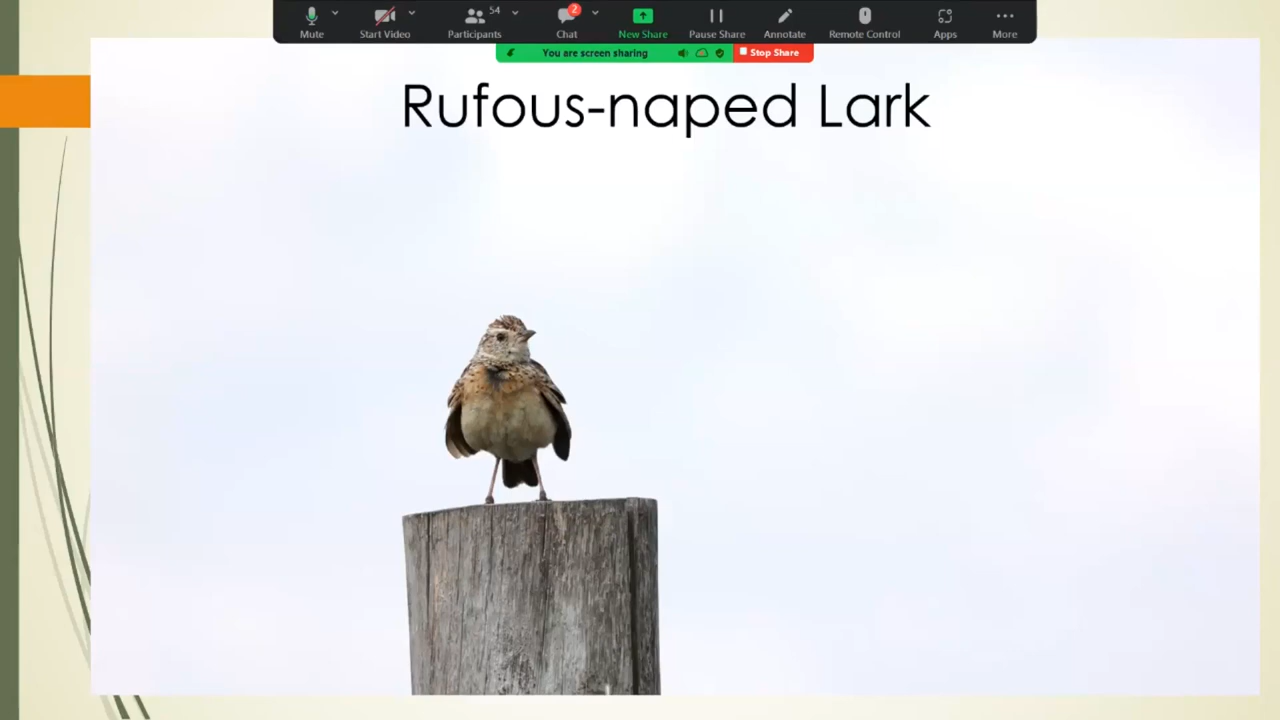 54
2
Mute
Start Video
Participants
Chat
New Share
Pause Share
Annotate
Remote Control
Apps
More
You are screen sharing
Stop Share
Rufous-naped Lark